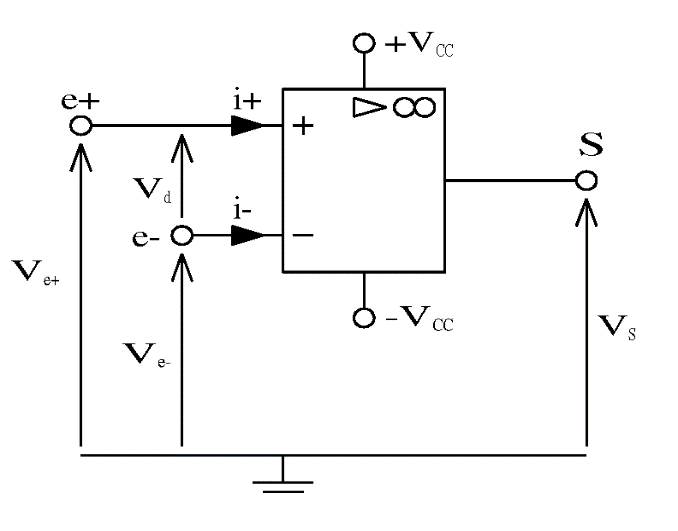 +VCC
e+
i+
▷ ∞
+
S
Vd
i-
e-
−
Ve+
-VCC
VS
Ve-